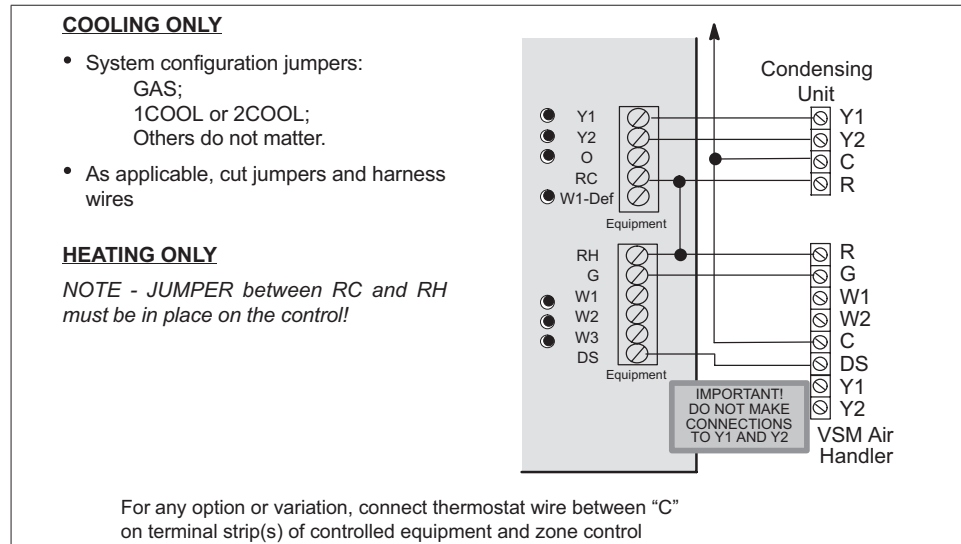 COOLING ONLY
• System configuration jumpers:
GAS;
1COOL or 2COOL;
Others do not matter.
• As applicable, cut jumpers and harness
wires
HEATING ONLY
NOTE - JUMPER between RC and RH
must be in place on the control!
Y1
Y2
O
RC
W1-Def
Equipment
RH
G
W1
W2
W3
DS
Equipment
Condensing
Unit
Y1
Y2
C
R
R
G
W1
W2
C
DS
Y1
Y2
VSM Air
Handler
IMPORTANT!
DO NOT MAKE
CONNECTIONS
TO Y1 AND Y2
For any option or variation, connect thermostat wire between “C”
on terminal strip(s) of controlled equipment and zone control